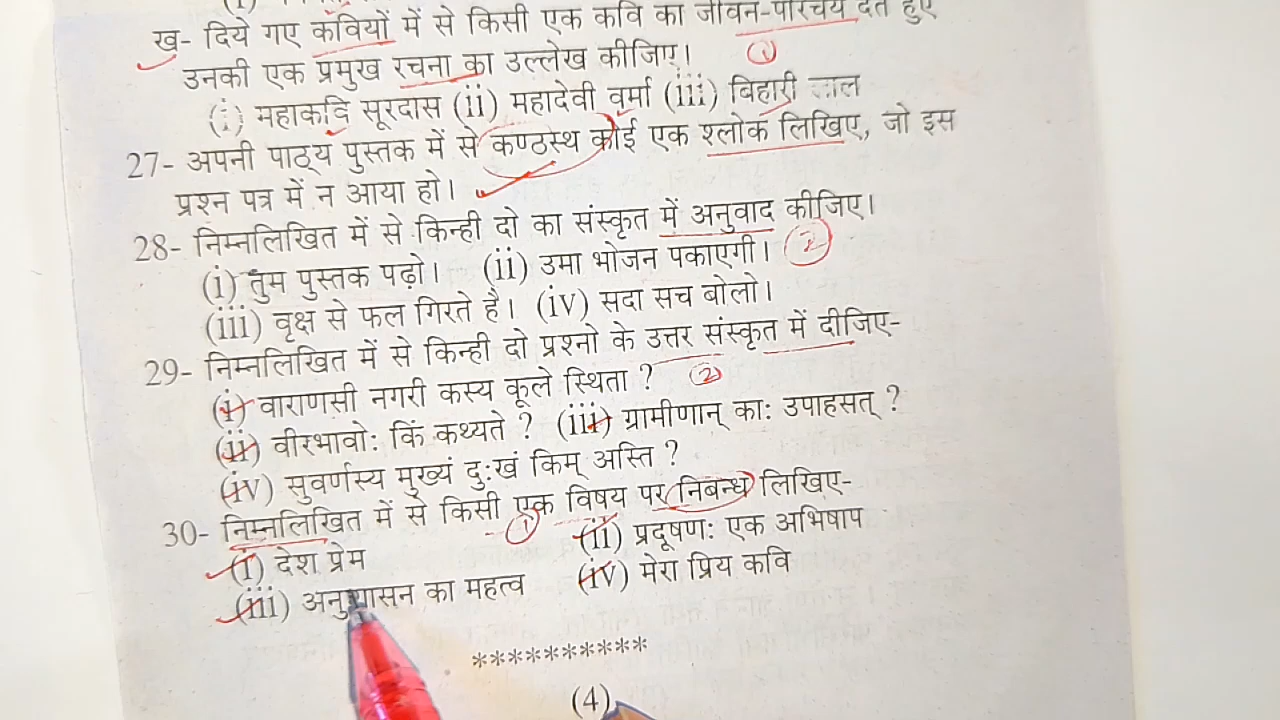 ख- दिये गए कवियों में से किसी एक कवि का जीवन-परिचय देते हुए
उनकी एक प्रमुख रचना का उल्लेख कीजिए। 1
(i) महाकवि सूरदास (ii) महादेवी वर्मा (iii) बिहारी
27- अपनी पाठ्य पुस्तक में से कण्ठस्थ कोई एक श्लोक लिखिए, जो इस
प्रश्न पत्र में न आया हो।
28- निम्नलिखित में से किन्ही दो का संस्कृत में अनुवाद कीजिए।
(i) तुम पुस्तक पढ़ो। (ii) उमा भोजन पकाएगी। 2
(iii) वृक्ष से फल गिरते है। (iv) सदा सच बोलो।
29- निम्नलिखित में से किन्ही दो प्रश्नो के उत्तर संस्कृत में दीजिए-
(i) वाराणसी नगरी कस्य कूले स्थिता ? 2
(ii) वीरभावोः किं कथ्यते ? (iii) ग्रामीणान् काः उपाहसत् ?
(iv) सुवर्णस्य मुख्यं दुःखं किम् अस्ति ?
30- निम्नलिखित में से किसी एक विषय पर निबन्ध लिखिए-
(i) देश प्रेम 1 (ii) प्रदूषणः एक अभिषाप
(iii) अनुशासन का महत्व (iv) मेरा प्रिय कवि
**********
(4)